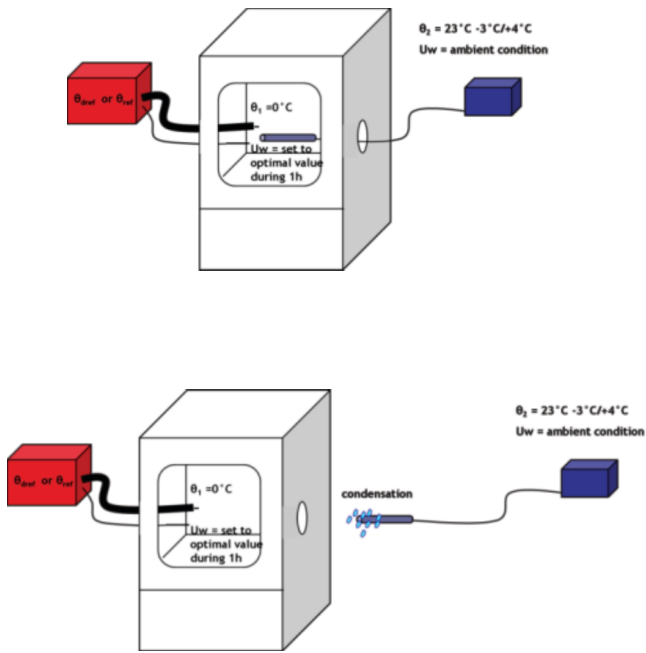 θ₂ = 23°C -3°C/+4°C
Uw = ambient condition
θdref or θref
θ₁ =0°C
Uw = set to
optimal value
during 1h
θ₂ = 23°C -3°C/+4°C
Uw = ambient condition
θdref or θref
θ₁ =0°C
condensation
Uw = set to
optimal value
during 1h